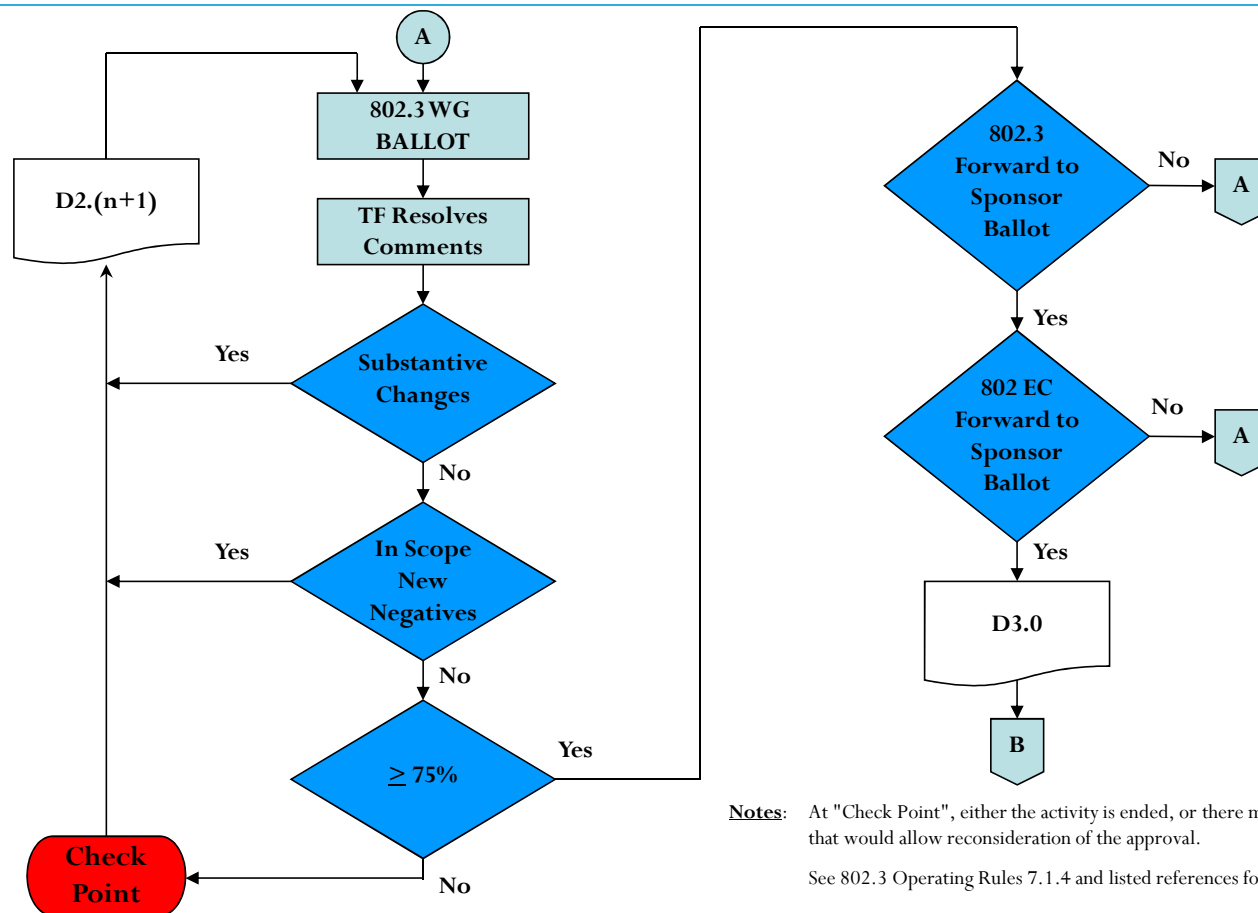 A
802.3 WG
BALLOT
D2.(n+1)
TF Resolves
Comments
Yes
Substantive
Changes
No
Yes
In Scope
New
Negatives
No
≥ 75%
Yes
No
Check
Point
802.3
Forward to
Sponsor
Ballot
No
A
Yes
802 EC
Forward to
Sponsor
Ballot
No
A
Yes
D3.0
B
Notes: At "Check Point", either the activity is ended, or there
that would allow reconsideration of the approval.
See 802.3 Operating Rules 7.1.4 and listed references